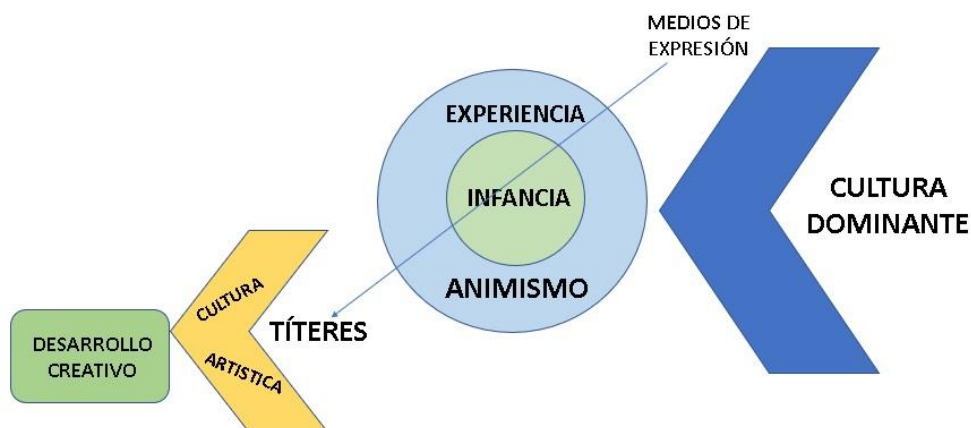 MEDIOS DE
EXPRESIÓN
EXPERIENCIA
INFANCIA
ANIMISMO
CULTURA
DOMINANTE
CULTURA
ARTISTICA
TÍTERES
DESARROLLO
CREATIVO